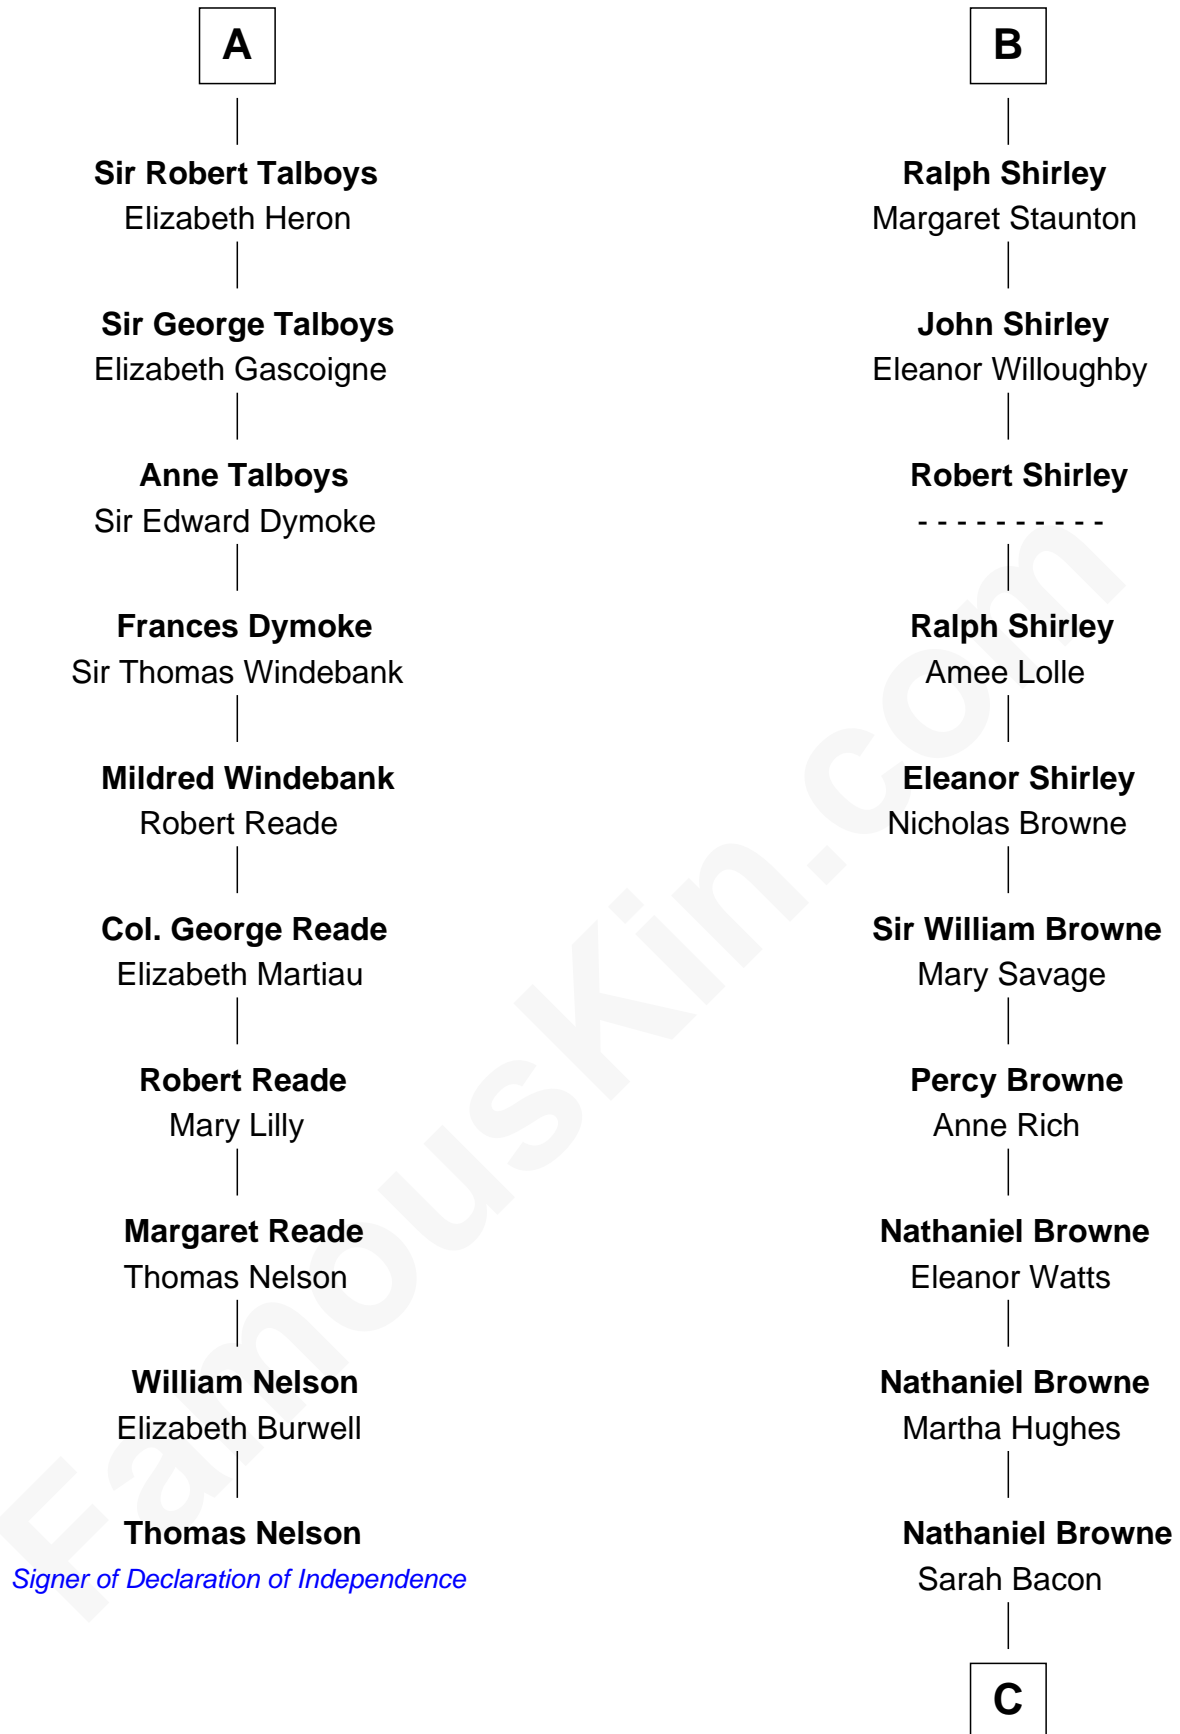 A
Sir Robert Talboys
Elizabeth Heron
Sir George Talboys
Elizabeth Gascoigne
Anne Talboys
Sir Edward Dymoke
Frances Dymoke
Sir Thomas Windebank
Mildred Windebank
Robert Reade
Col. George Reade
Elizabeth Martiau
Robert Reade
Mary Lilly
Margaret Reade
Thomas Nelson
William Nelson
Elizabeth Burwell
Thomas Nelson
Signer of Declaration of Independence
B
Ralph Shirley
Margaret Staunton
John Shirley
Eleanor Willoughby
Robert Shirley
- - - - - - - - - -
Ralph Shirley
Amee Lolle
Eleanor Shirley
Nicholas Browne
Sir William Browne
Mary Savage
Percy Browne
Anne Rich
Nathaniel Browne
Eleanor Watts
Nathaniel Browne
Martha Hughes
Nathaniel Browne
Sarah Bacon
C
FamousKin.com